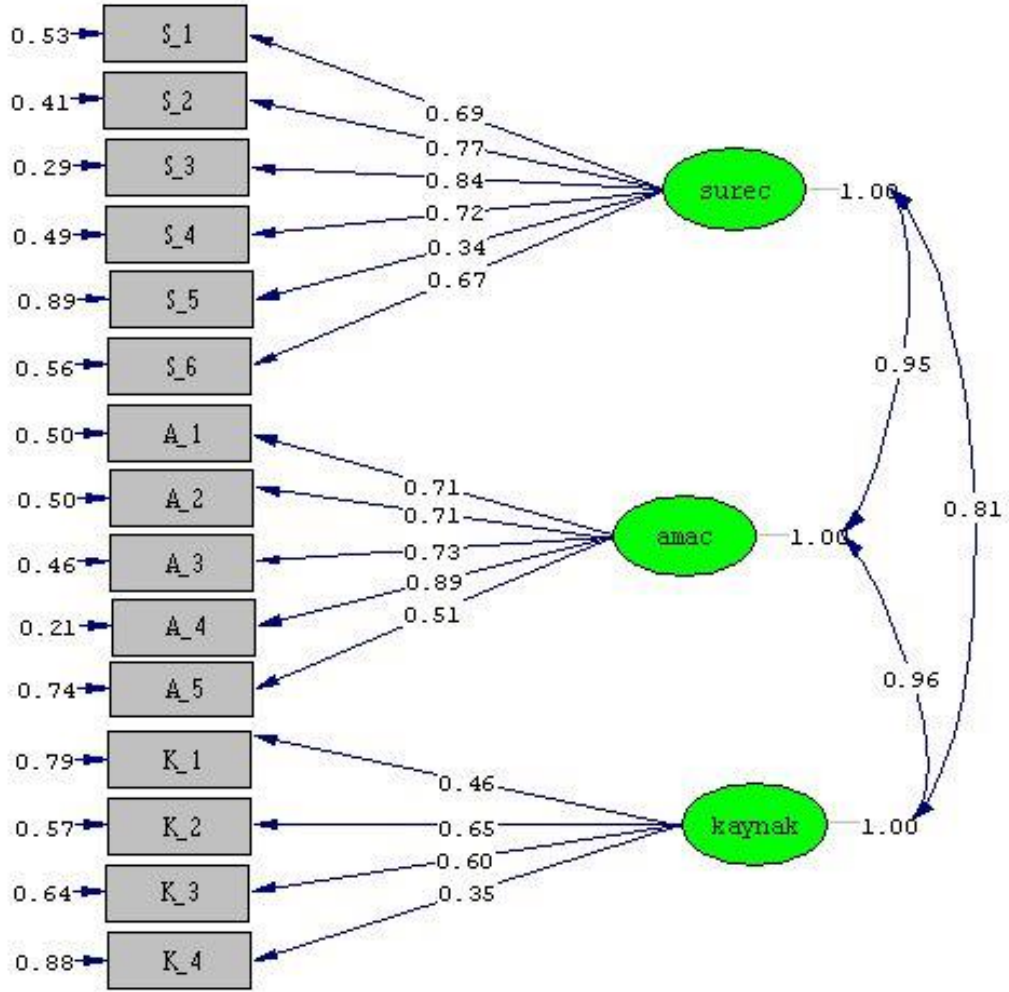 0.53 S_1
0.41 S_2
0.29 S_3
0.49 S_4
0.89 S_5
0.56 S_6
0.50 A_1
0.50 A_2
0.46 A_3
0.21 A_4
0.74 A_5
0.79 K_1
0.57 K_2
0.64 K_3
0.88 K_4
0.69
0.77
0.84
0.72
0.34
0.67
0.71
0.71
0.73
0.89
0.51
0.46
0.65
0.60
0.35
surec 1.00
amac 1.00
kaynak 1.00
0.95
0.81
0.96